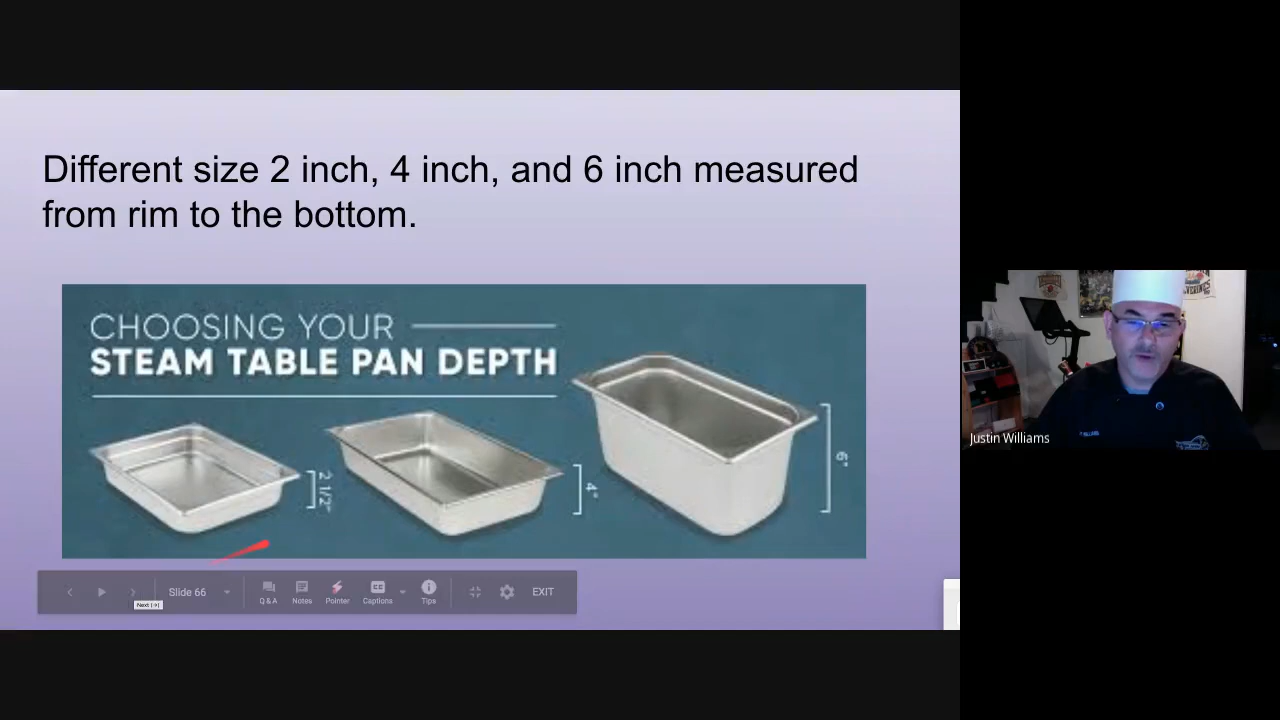 Different size 2 inch, 4 inch, and 6 inch measured
from rim to the bottom.
CHOOSING YOUR
STEAM TABLE PAN DEPTH
2 1/2"
4"
6"
Slide 66
Q & A
Notes
Pointer
Captions
Tips
EXIT
Next (→)
Justin Williams